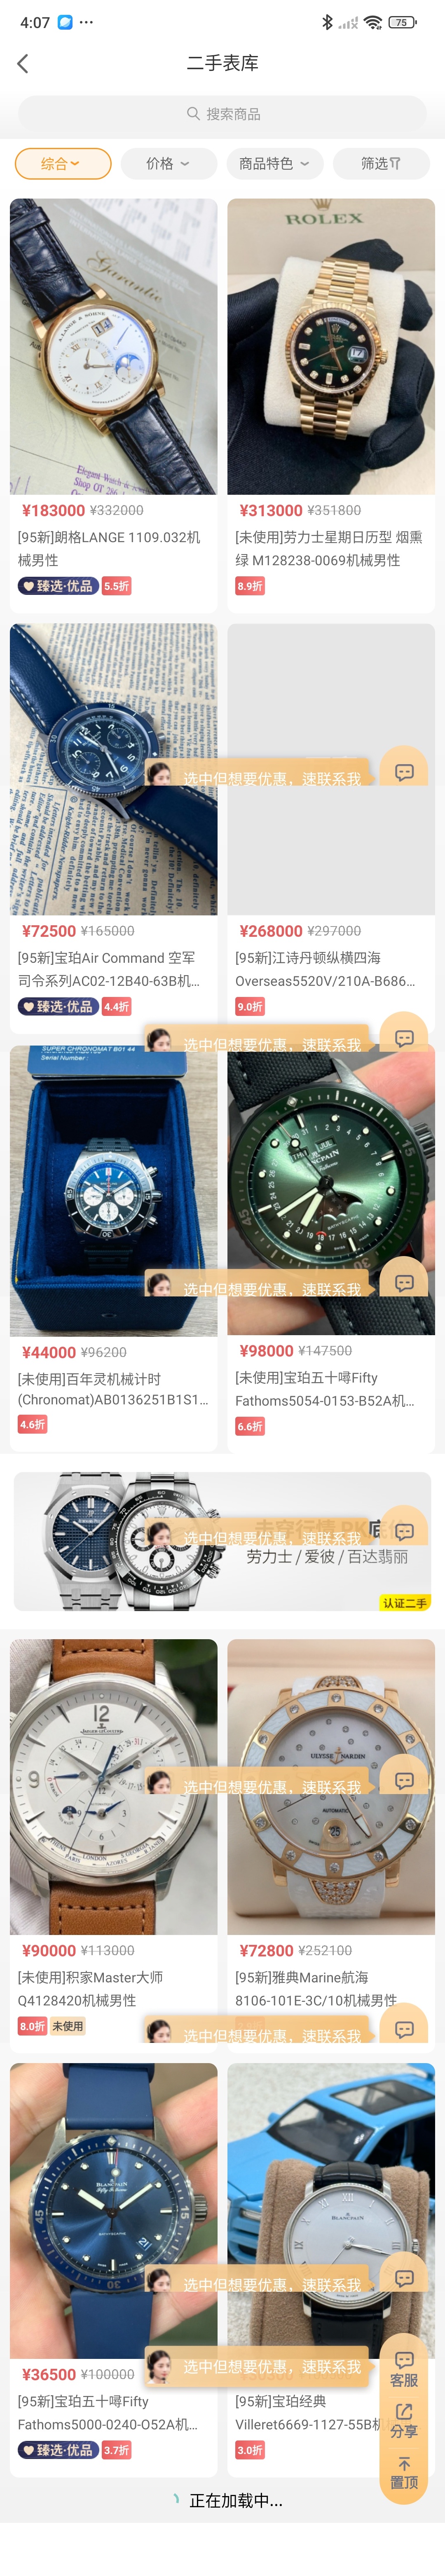 4:07
75
二手表库
搜索商品
综合
价格
商品特色
筛选
ROLEX
Garantie
A. LANGE & SÖHNE
¥183000 ¥332000
[95新]朗格LANGE 1109.032机
械男性
臻选·优品 5.5折
¥313000 ¥351800
[未使用]劳力士星期日历型 烟熏
绿 M128238-0069机械男性
8.9折
选中但想要优惠，速联系我
¥72500 ¥165000
[95新]宝珀Air Command 空军
司令系列AC02-12B40-63B机...
臻选·优品 4.4折
¥268000 ¥297000
[95新]江诗丹顿纵横四海
Overseas5520V/210A-B686...
9.0折
选中但想要优惠，速联系我
SUPER CHRONOMAT B01 44
Serial Number :
选中但想要优惠，速联系我
¥44000 ¥96200
[未使用]百年灵机械计时
(Chronomat)AB0136251B1S1...
4.6折
¥98000 ¥147500
[未使用]宝珀五十噚Fifty
Fathoms5054-0153-B52A机...
6.6折
选中但想要优惠，速联系我
劳力士 / 爱彼 / 百达翡丽
认证二手
JAEGER-LECOULTRE
ULYSSE NARDIN
AUTOMATIC
选中但想要优惠，速联系我
¥90000 ¥113000
[未使用]积家Master大师
Q4128420机械男性
8.0折 未使用
¥72800 ¥252100
[95新]雅典Marine航海
8106-101E-3C/10机械男性
选中但想要优惠，速联系我
BLANCPAIN
Fifty Fathoms
BLANCPAIN
选中但想要优惠，速联系我
选中但想要优惠，速联系我
¥36500 ¥100000
[95新]宝珀五十噚Fifty
Fathoms5000-0240-O52A机...
臻选·优品 3.7折
[95新]宝珀经典
Villeret6669-1127-55B机
3.0折
客服
分享
置顶
正在加载中...